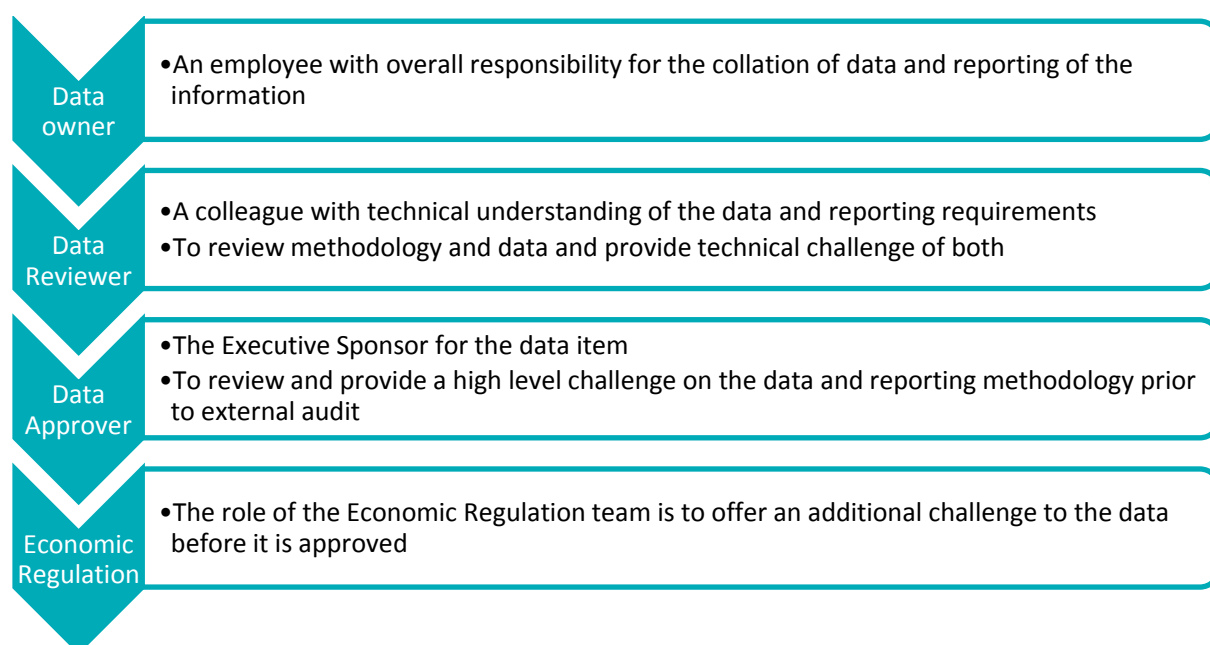 Data
owner
•An employee with overall responsibility for the collation of data and reporting of the
information
Data
Reviewer
•A colleague with technical understanding of the data and reporting requirements
•To review methodology and data and provide technical challenge of both
Data
Approver
•The Executive Sponsor for the data item
•To review and provide a high level challenge on the data and reporting methodology prior
to external audit
Economic
Regulation
•The role of the Economic Regulation team is to offer an additional challenge to the data
before it is approved